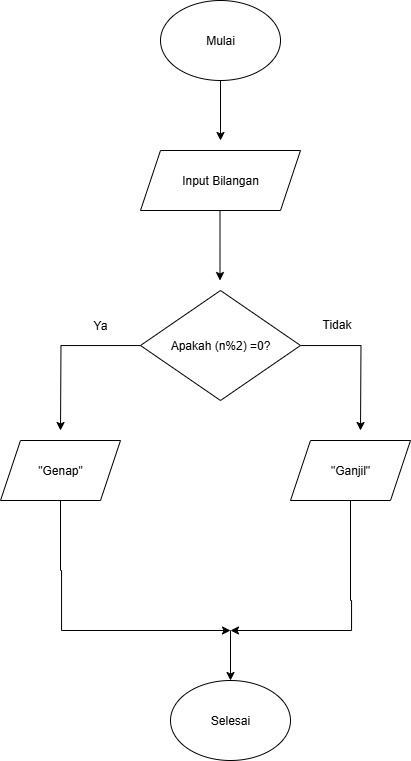 Mulai
Input Bilangan
Ya
Tidak
Apakah (n%2) =0?
"Genap"
"Ganjil"
Selesai